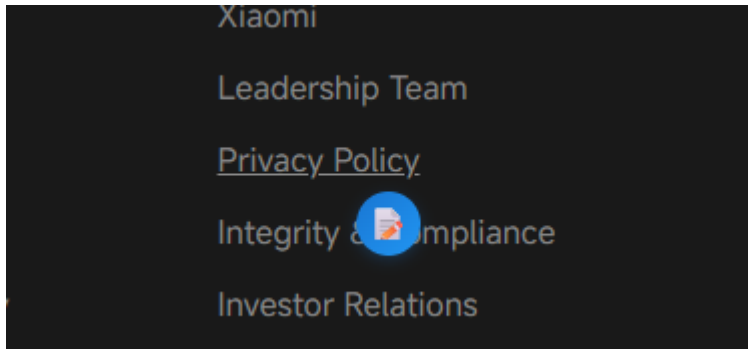 Xiaomi
Leadership Team
Privacy Policy
Integrity &
Investor Relations